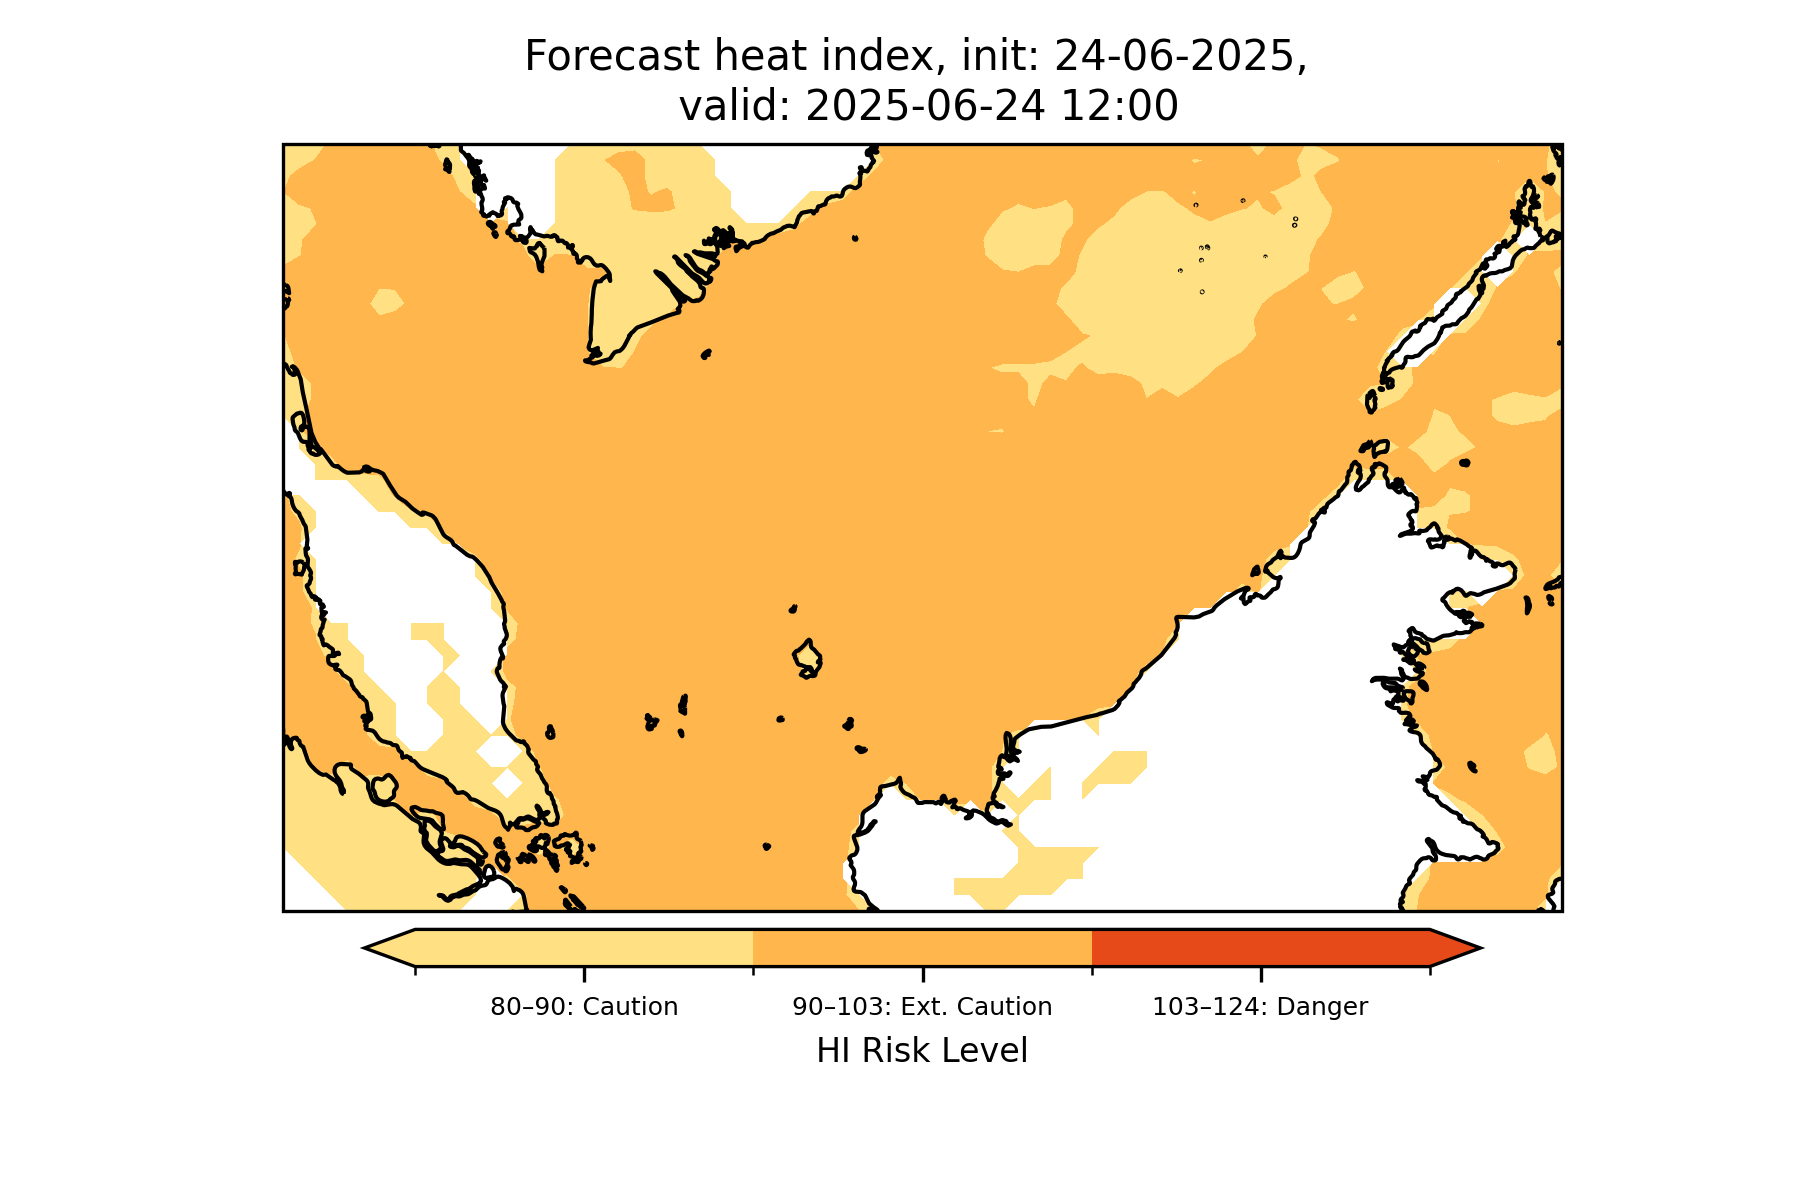 Forecast heat index, init: 24-06-2025,
valid: 2025-06-24 12:00
80–90: Caution
90–103: Ext. Caution
103–124: Danger
HI Risk Level